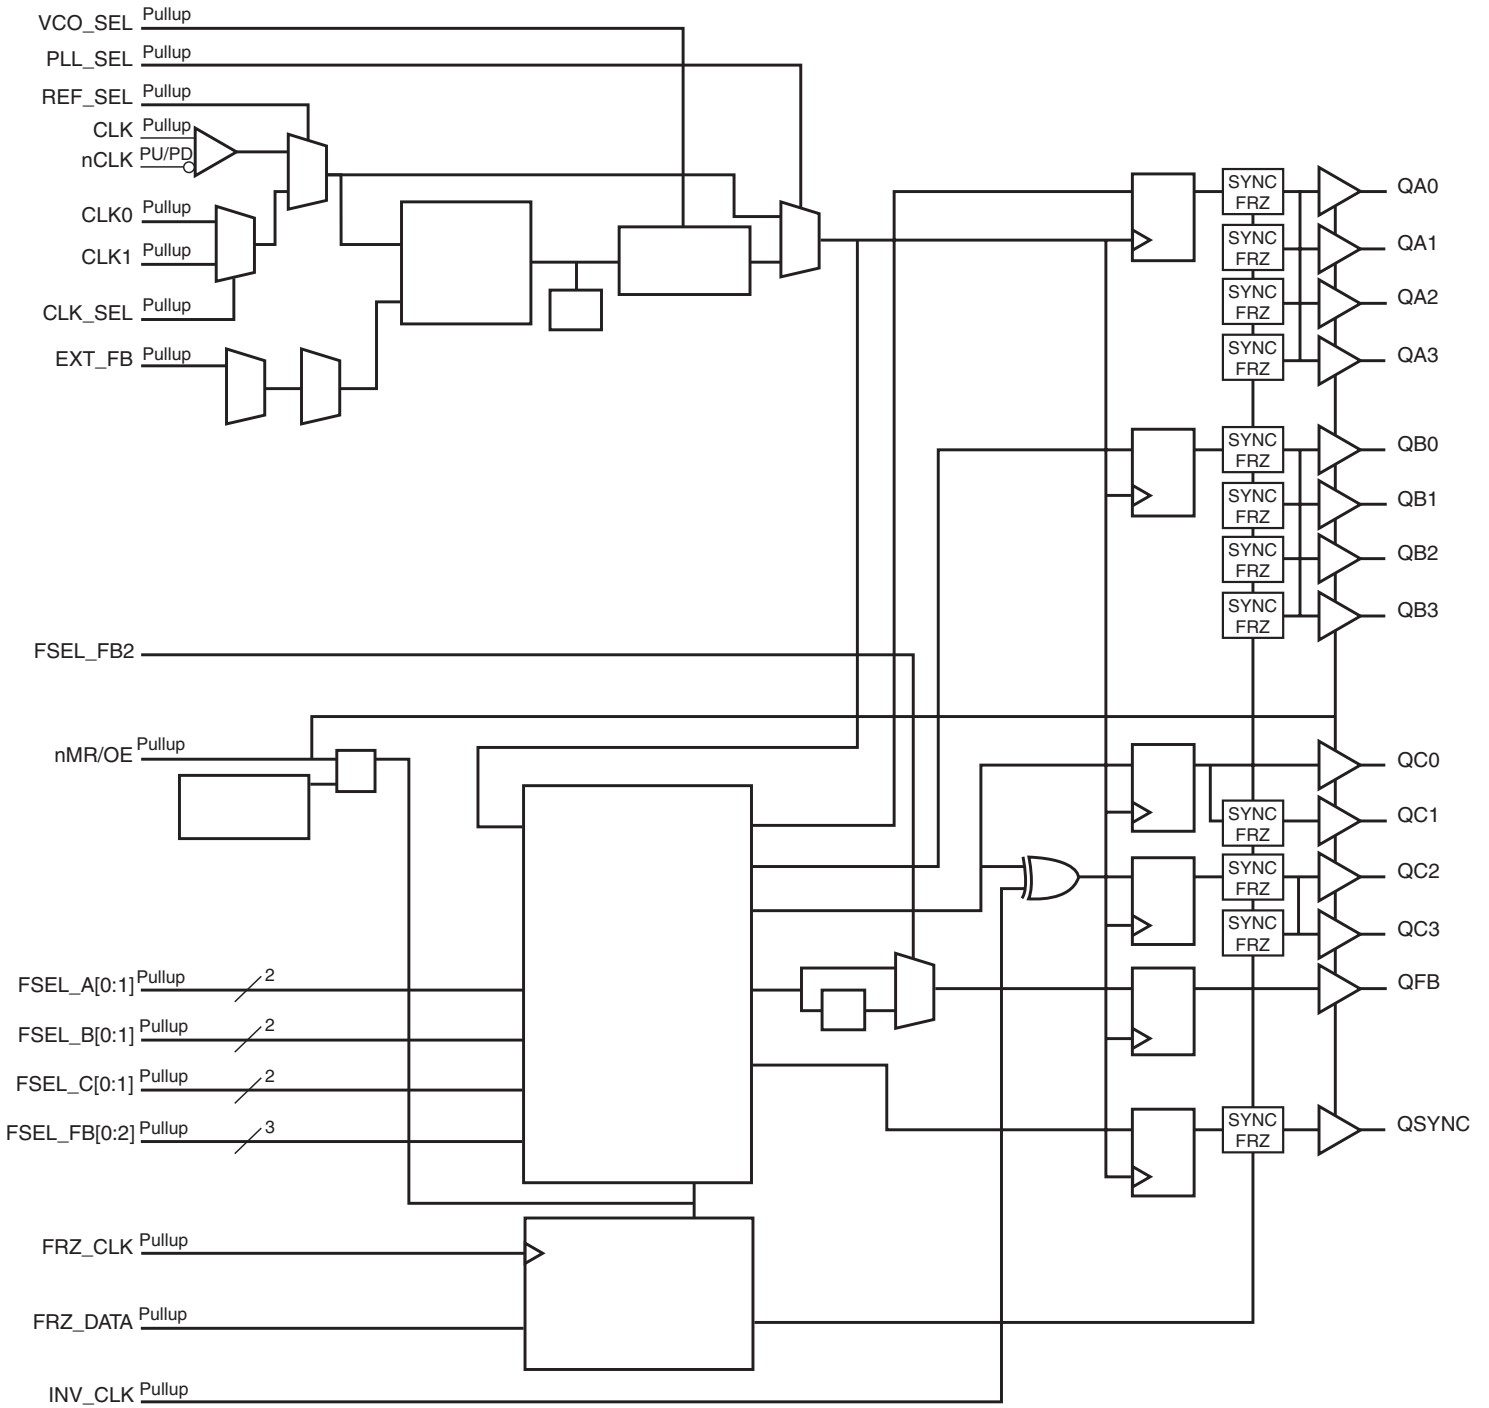 VCO_SEL Pullup
PLL_SEL Pullup
REF_SEL Pullup
CLK Pullup
nCLK PU/PD
CLK0 Pullup
CLK1 Pullup
CLK_SEL Pullup
EXT_FB Pullup
FSEL_FB2
nMR/OE Pullup
FSEL_A[0:1] Pullup 2
FSEL_B[0:1] Pullup 2
FSEL_C[0:1] Pullup 2
FSEL_FB[0:2] Pullup 3
FRZ_CLK Pullup
FRZ_DATA Pullup
INV_CLK Pullup
SYNC
FRZ
QA0
SYNC
FRZ
QA1
SYNC
FRZ
QA2
SYNC
FRZ
QA3
SYNC
FRZ
QB0
SYNC
FRZ
QB1
SYNC
FRZ
QB2
SYNC
FRZ
QB3
QC0
SYNC
FRZ
QC1
SYNC
FRZ
QC2
SYNC
FRZ
QC3
QFB
SYNC
FRZ
QSYNC